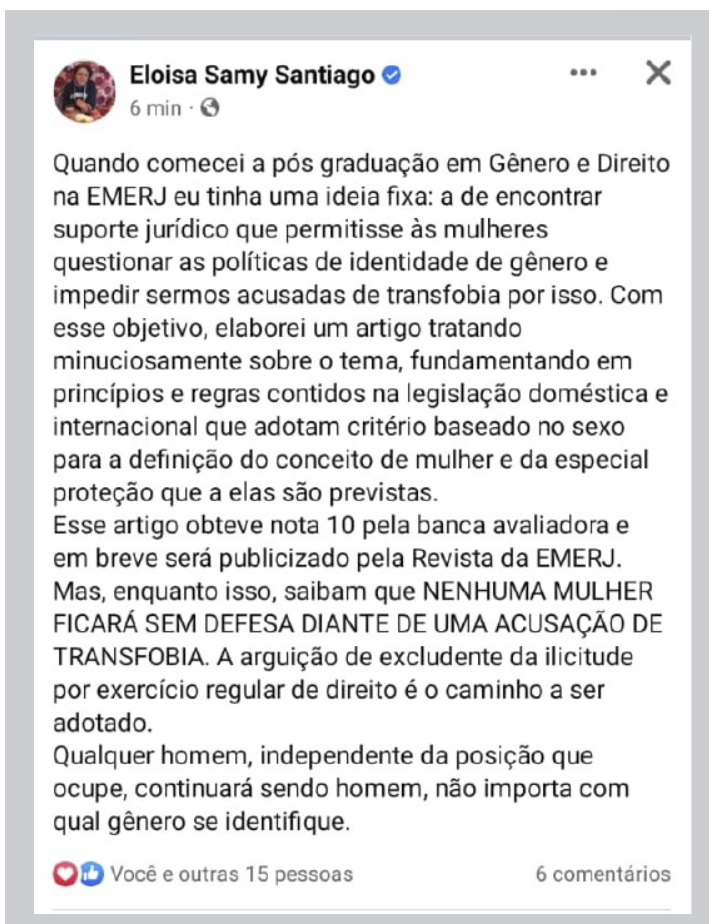 Eloisa Samy Santiago
6 min ·
Quando comecei a pós graduação em Gênero e Direito
na EMERJ eu tinha uma ideia fixa: a de encontrar
suporte jurídico que permitisse às mulheres
questionar as políticas de identidade de gênero e
impedir sermos acusadas de transfobia por isso. Com
esse objetivo, elaborei um artigo tratando
minuciosamente sobre o tema, fundamentando em
princípios e regras contidos na legislação doméstica e
internacional que adotam critério baseado no sexo
para a definição do conceito de mulher e da especial
proteção que a elas são previstas.
Esse artigo obteve nota 10 pela banca avaliadora e
em breve será publicizado pela Revista da EMERJ.
Mas, enquanto isso, saibam que NENHUMA MULHER
FICARÁ SEM DEFESA DIANTE DE UMA ACUSAÇÃO DE
TRANSFOBIA. A arguição de excludente da ilicitude
por exercício regular de direito é o caminho a ser
adotado.
Qualquer homem, independente da posição que
ocupe, continuará sendo homem, não importa com
qual gênero se identifique.
Você e outras 15 pessoas 6 comentários